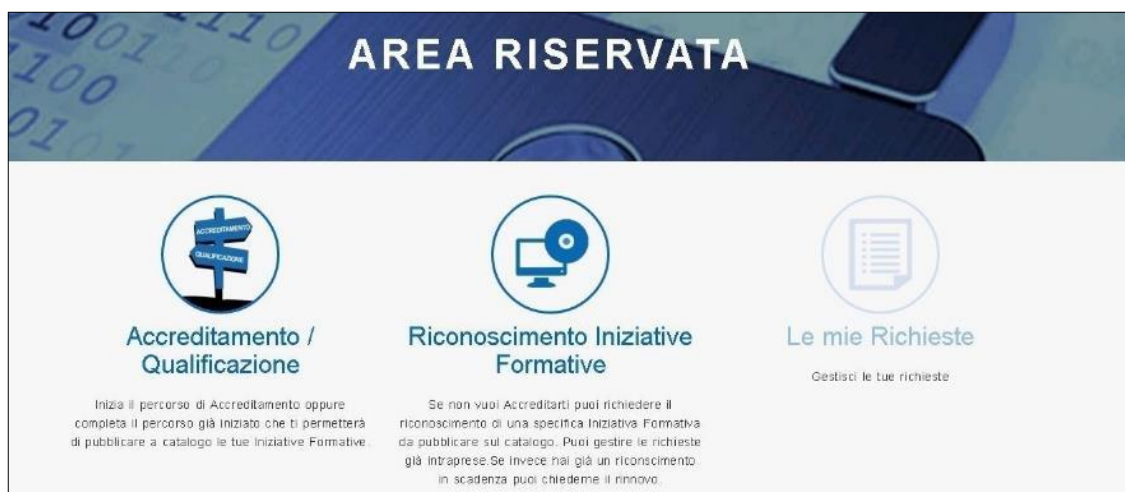 AREA RISERVATA
ACCREDITAMENTO
QUALIFICAZIONE
Accreditamento /
Qualificazione
Inizia il percorso di Accreditamento oppure
completa il percorso già iniziato che ti permetterà
di pubblicare a catalogo le tue Iniziative Formative.
Riconoscimento Iniziative
Formative
Se non vuoi Accreditarti puoi richiedere il
riconoscimento di una specifica Iniziativa Formativa
da pubblicare sul catalogo. Puoi gestire le richieste
già intraprese.Se invece hai già un riconscimento
in scadenza puoi chiederne il rinnovo.
Le mie Richieste
Gestisci le tue richieste